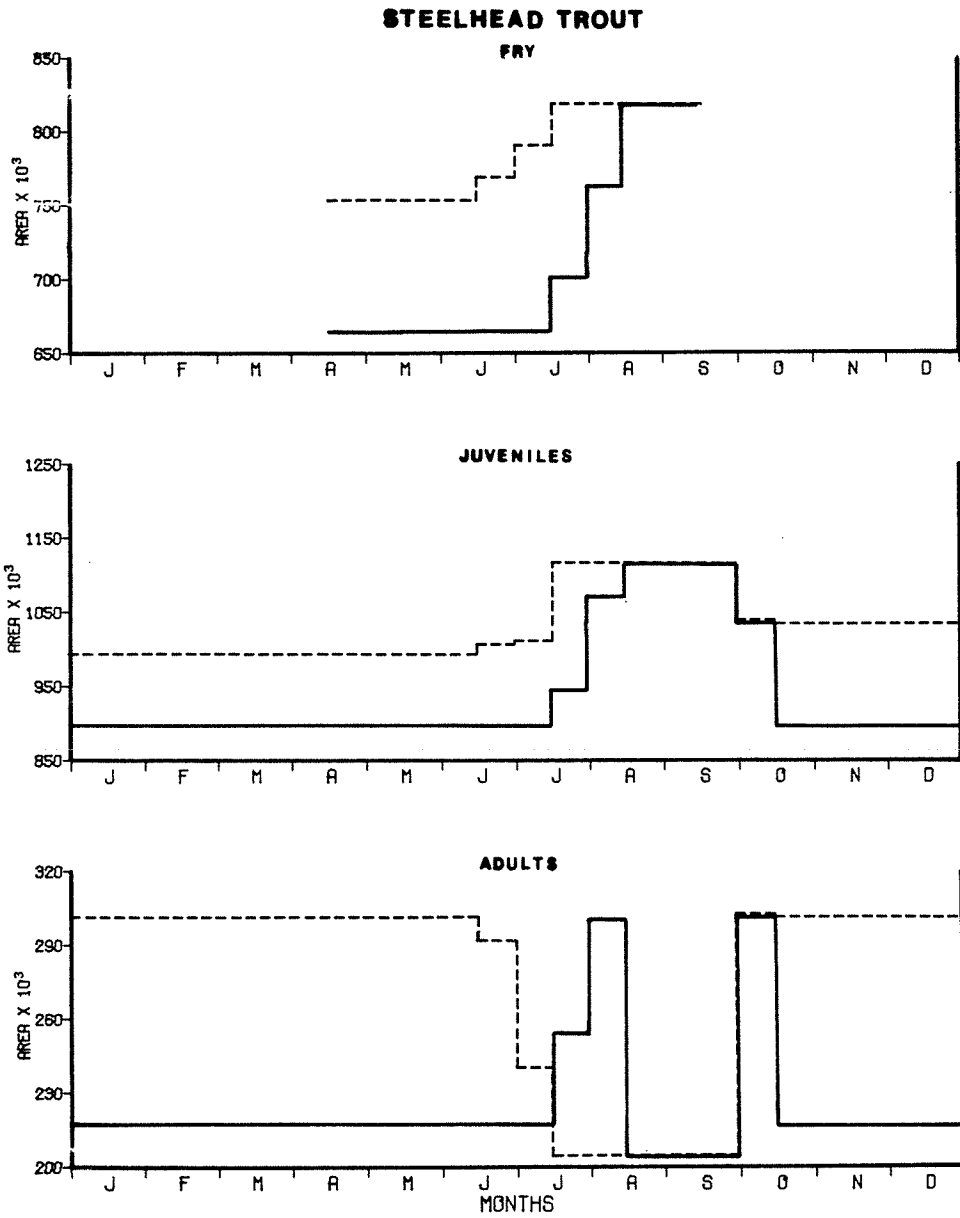 STEELHEAD TROUT
FRY
850
800
750
700
650
AREA X 10³
J F M A M J J A S O N D
JUVENILES
1250
1150
1050
950
850
AREA X 10³
J F M A M J J A S O N D
ADULTS
320
290
260
230
200
AREA X 10³
J F M A M J J A S O N D
MONTHS